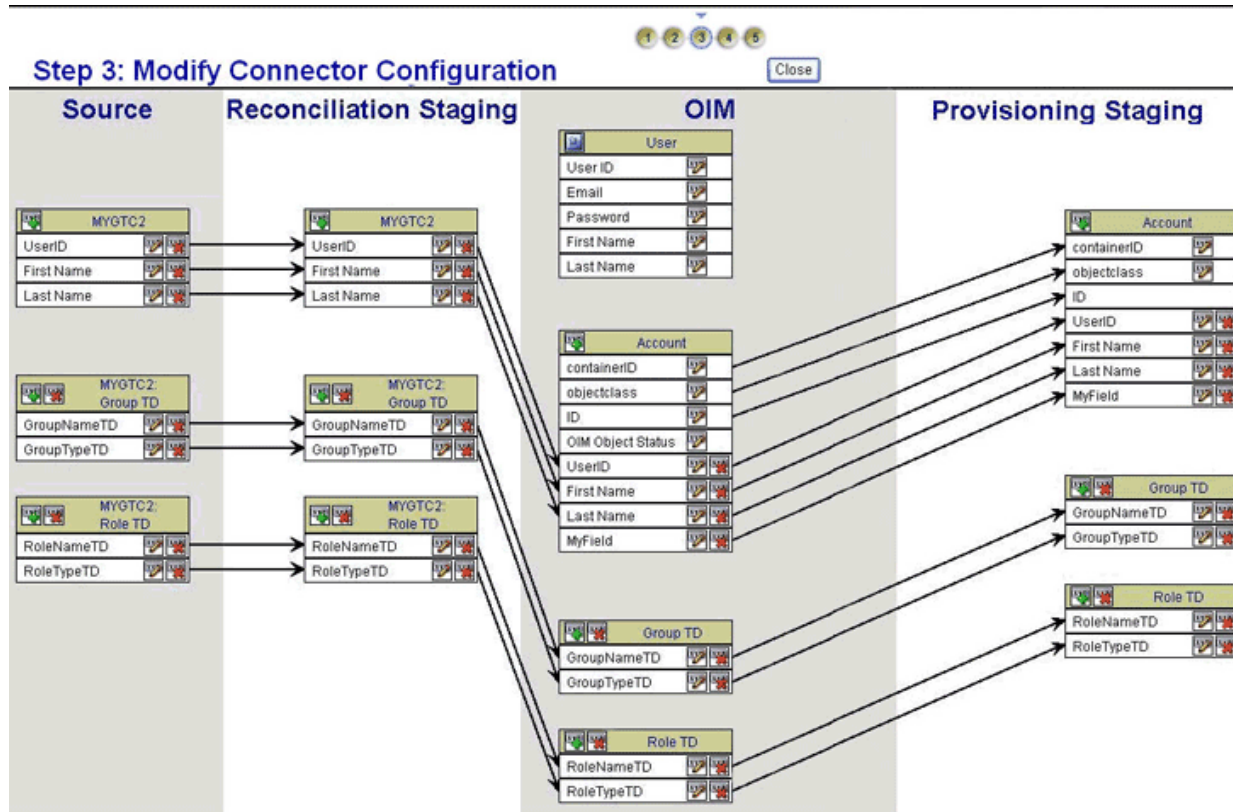 1 2 3 4 5
Step 3: Modify Connector Configuration
Close
Source
Reconciliation Staging
OIM
Provisioning Staging
MYGTC2
UserID
First Name
Last Name
MYGTC2:
Group TD
GroupNameTD
GroupTypeTD
MYGTC2:
Role TD
RoleNameTD
RoleTypeTD
MYGTC2
UserID
First Name
Last Name
MYGTC2:
Group TD
GroupNameTD
GroupTypeTD
MYGTC2:
Role TD
RoleNameTD
RoleTypeTD
User
User ID
Email
Password
First Name
Last Name
Account
containerID
objectclass
ID
OIM Object Status
UserID
First Name
Last Name
MyField
Group TD
GroupNameTD
GroupTypeTD
Role TD
RoleNameTD
RoleTypeTD
Account
containerID
objectclass
ID
UserID
First Name
Last Name
MyField
Group TD
GroupNameTD
GroupTypeTD
Role TD
RoleNameTD
RoleTypeTD